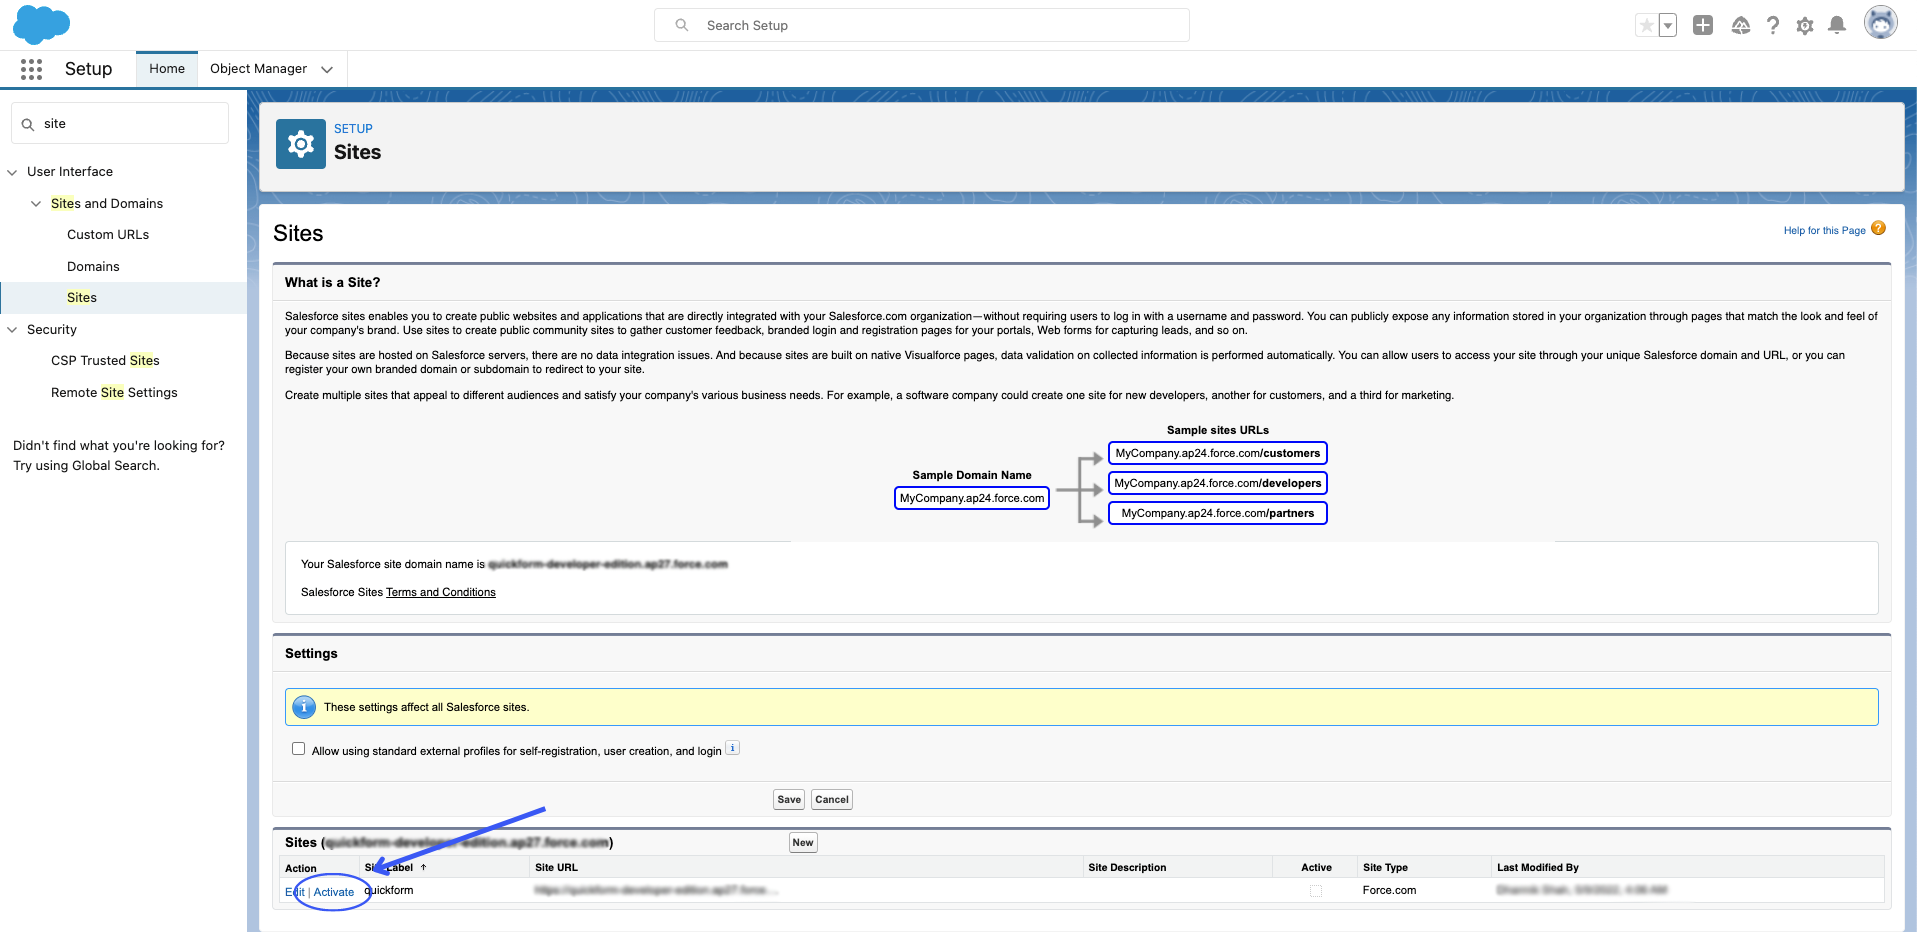 Search Setup
Setup
Home
Object Manager
site
User Interface
Sites and Domains
Custom URLs
Domains
Sites
Security
CSP Trusted Sites
Remote Site Settings
Didn't find what you're looking for?
Try using Global Search.
SETUP
Sites
Sites
Help for this Page
What is a Site?
Salesforce sites enables you to create public websites and applications that are directly integrated with your Salesforce.com organization—without requiring users to log in with a username and password. You can publicly expose any information stored in your organization through pages that match the look and feel of
your company's brand. Use sites to create public community sites to gather customer feedback, branded login and registration pages for your portals, Web forms for capturing leads, and so on.
Because sites are hosted on Salesforce servers, there are no data integration issues. And because sites are built on native Visualforce pages, data validation on collected information is performed automatically. You can allow users to access your site through your unique Salesforce domain and URL, or you can
register your own branded domain or subdomain to redirect to your site.
Create multiple sites that appeal to different audiences and satisfy your company's various business needs. For example, a software company could create one site for new developers, another for customers, and a third for marketing.
Sample sites URLs
MyCompany.ap24.force.com/customers
Sample Domain Name
MyCompany.ap24.force.com/developers
MyCompany.ap24.force.com
MyCompany.ap24.force.com/partners
Your Salesforce site domain name is quickform-developer-edition.ap27.force.com
Salesforce Sites Terms and Conditions
Settings
These settings affect all Salesforce sites.
Allow using standard external profiles for self-registration, user creation, and login
Save Cancel
Sites (quickform-developer-edition.ap27.force.com) New
Action Site Label Site URL Site Description Active Site Type Last Modified By
Edit | Activate quickform Force.com